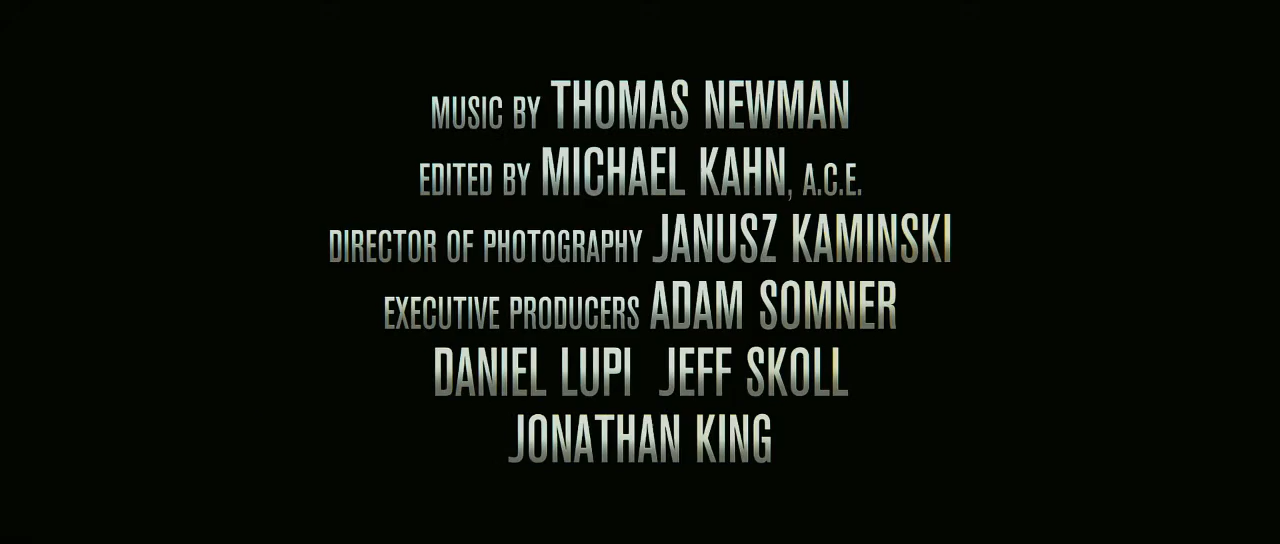 MUSIC BY THOMAS NEWMAN
EDITED BY MICHAEL KAHN, A.C.E.
DIRECTOR OF PHOTOGRAPHY JANUSZ KAMINSKI
EXECUTIVE PRODUCERS ADAM SOMNER
DANIEL LUPI JEFF SKOLL
JONATHAN KING